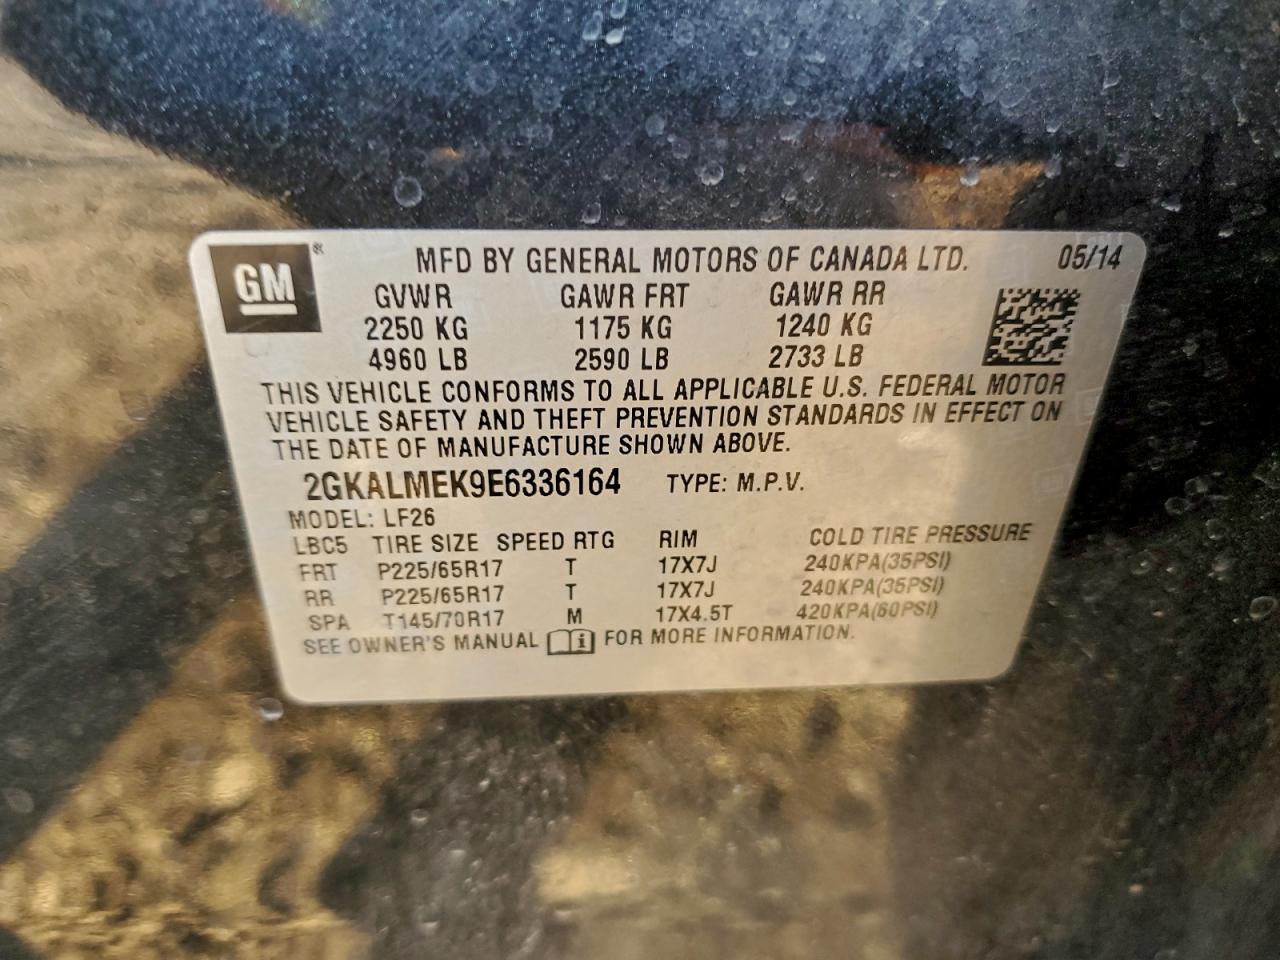 GM ® MFD BY GENERAL MOTORS OF CANADA LTD. 05/14
GVWR GAWR FRT GAWR RR
2250 KG 1175 KG 1240 KG
4960 LB 2590 LB 2733 LB
THIS VEHICLE CONFORMS TO ALL APPLICABLE U.S. FEDERAL MOTOR
VEHICLE SAFETY AND THEFT PREVENTION STANDARDS IN EFFECT ON
THE DATE OF MANUFACTURE SHOWN ABOVE.
2GKALMEK9E6336164 TYPE: M.P.V.
MODEL: LF26
LBC5 TIRE SIZE SPEED RTG RIM COLD TIRE PRESSURE
FRT P225/65R17 T 17X7J 240KPA(35PSI)
RR P225/65R17 T 17X7J 240KPA(35PSI)
SPA T145/70R17 M 17X4.5T 420KPA(60PSI)
SEE OWNER'S MANUAL i FOR MORE INFORMATION.